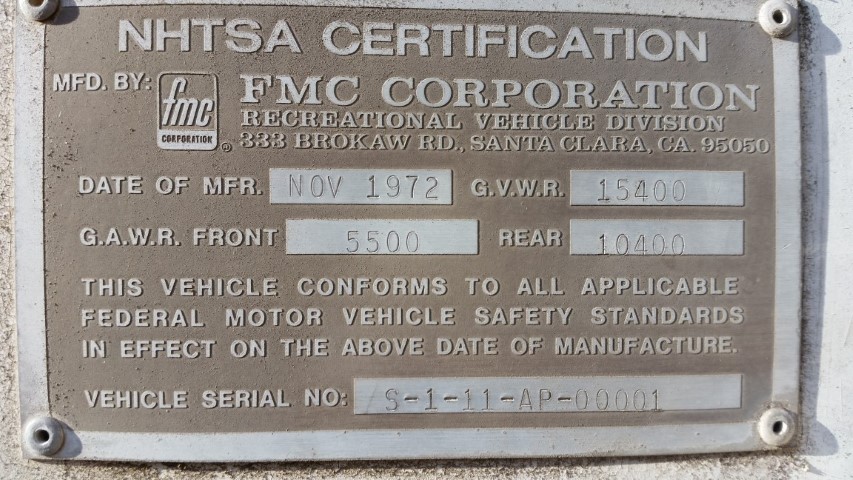 NHTSA CERTIFICATION
MFD. BY: fmc CORPORATION ® FMC CORPORATION
RECREATIONAL VEHICLE DIVISION
333 BROKAW RD., SANTA CLARA, CA. 95050
DATE OF MFR. NOV 1972 G.V.W.R. 15400
G.A.W.R. FRONT 5500 REAR 10400
THIS VEHICLE CONFORMS TO ALL APPLICABLE
FEDERAL MOTOR VEHICLE SAFETY STANDARDS
IN EFFECT ON THE ABOVE DATE OF MANUFACTURE.
VEHICLE SERIAL NO: S-1-11-AP-00001